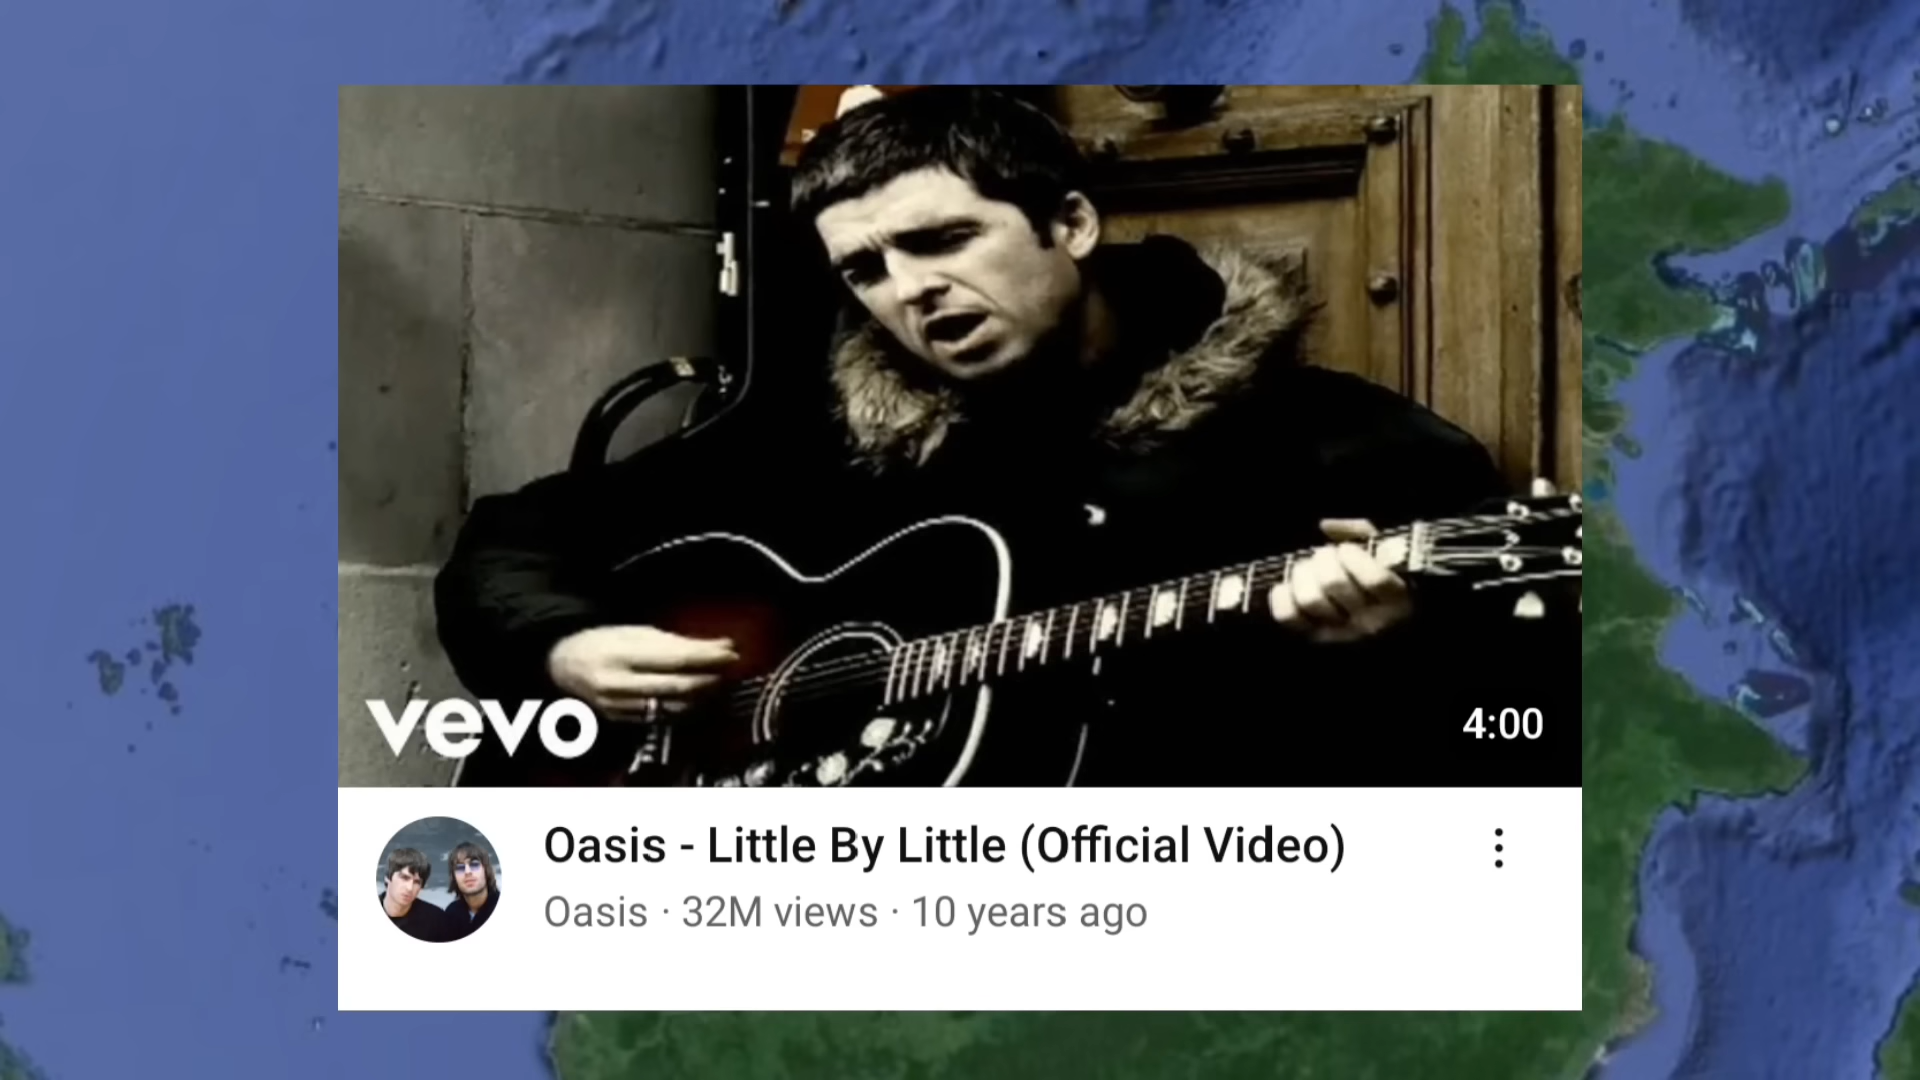 vevo
4:00
Oasis - Little By Little (Official Video)
Oasis · 32M views · 10 years ago